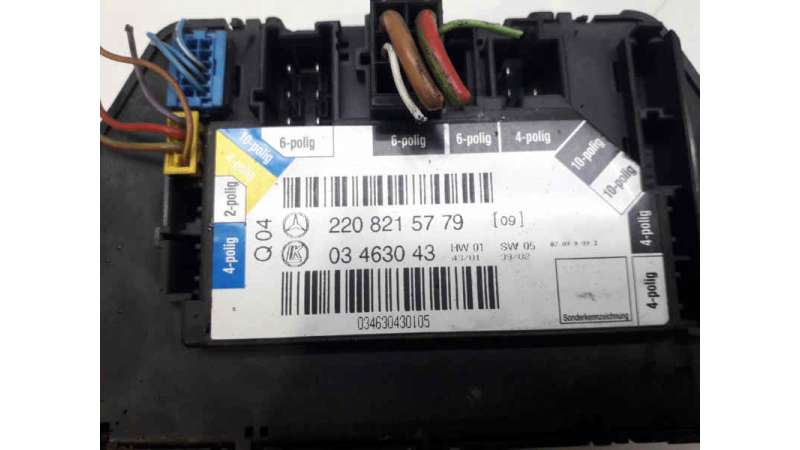 10-polig
4-polig
6-polig
6-polig
6-polig
4-polig
10-polig
10-polig
2-polig
4-polig
4-polig
4-polig
Q 04
220 821 57 79 [09]
03 4630 43
HW 01
43/01
SW 05
39/02
034630430105
Sonderkennzeichnung